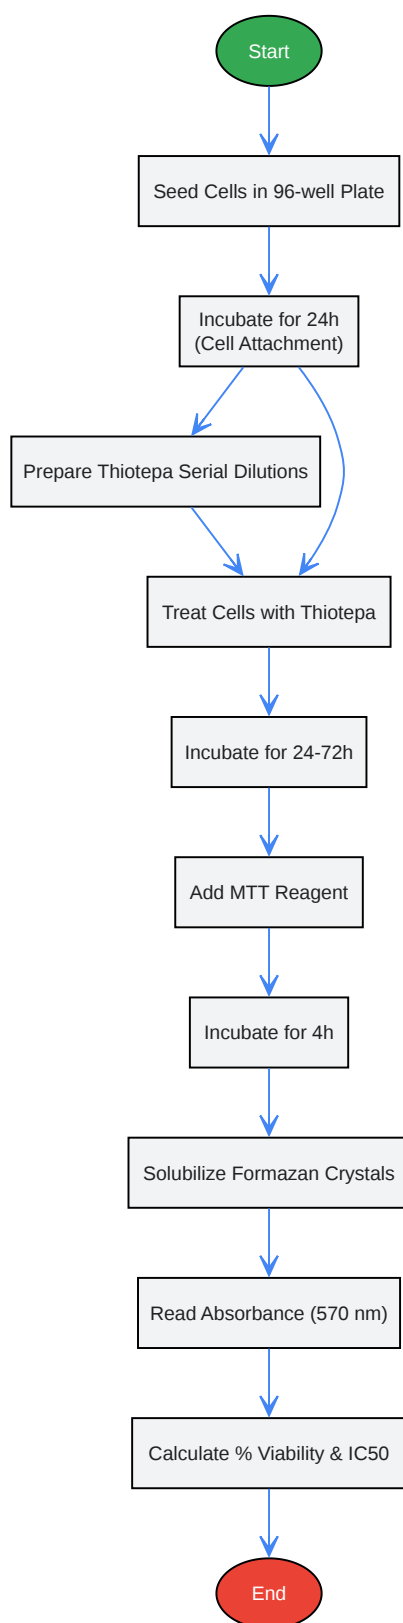 Start
Seed Cells in 96-well Plate
Incubate for 24h
(Cell Attachment)
Prepare Thiotepa Serial Dilutions
Treat Cells with Thiotepa
Incubate for 24-72h
Add MTT Reagent
Incubate for 4h
Solubilize Formazan Crystals
Read Absorbance (570 nm)
Calculate % Viability & IC50
End